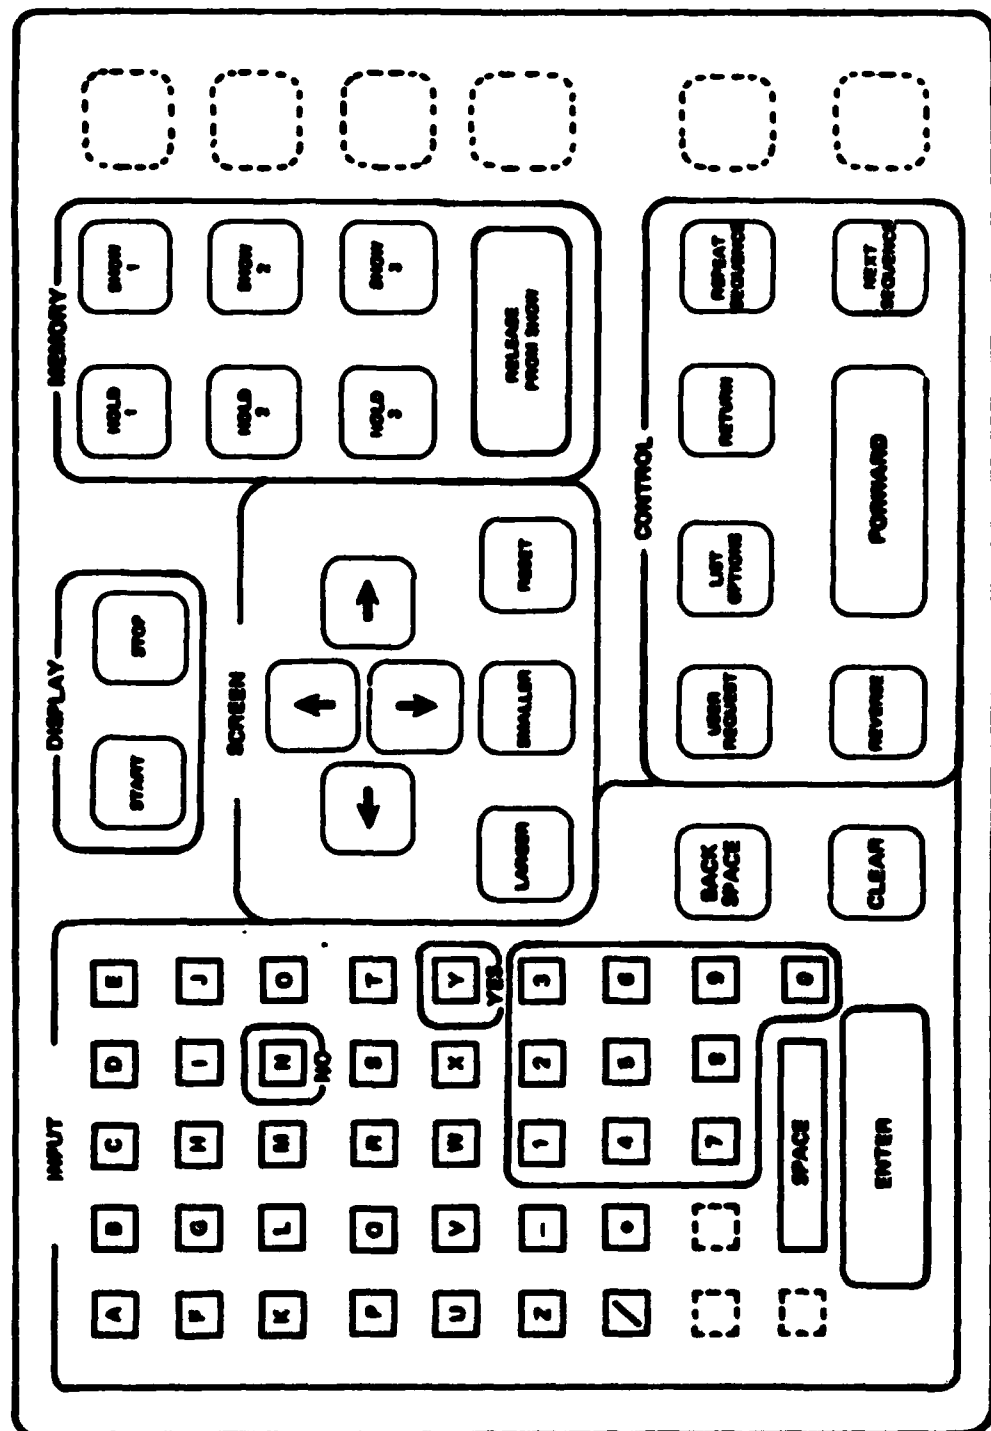 INPUT
A B C D E
F G H I J
K L M N O
NO
P Q R S T
U V W X Y
YES
Z - 1 2 3
/ 4 5 6
7 8 9
SPACE 0
ENTER
DISPLAY
START STOP
SCREEN
← ↑ → ↓
LARGER SMALLER RESET
MEMORY
HOLD
1
SHOW
1
HOLD
2
SHOW
2
HOLD
3
SHOW
3
RELEASE
FROM SHOW
BACK
SPACE
CLEAR
CONTROL
USER
REQUEST
LIST
OPTIONS
RETURN
REPEAT
SEQUENCE
REVERSE
FORWARD
NEXT
SEQUENCE